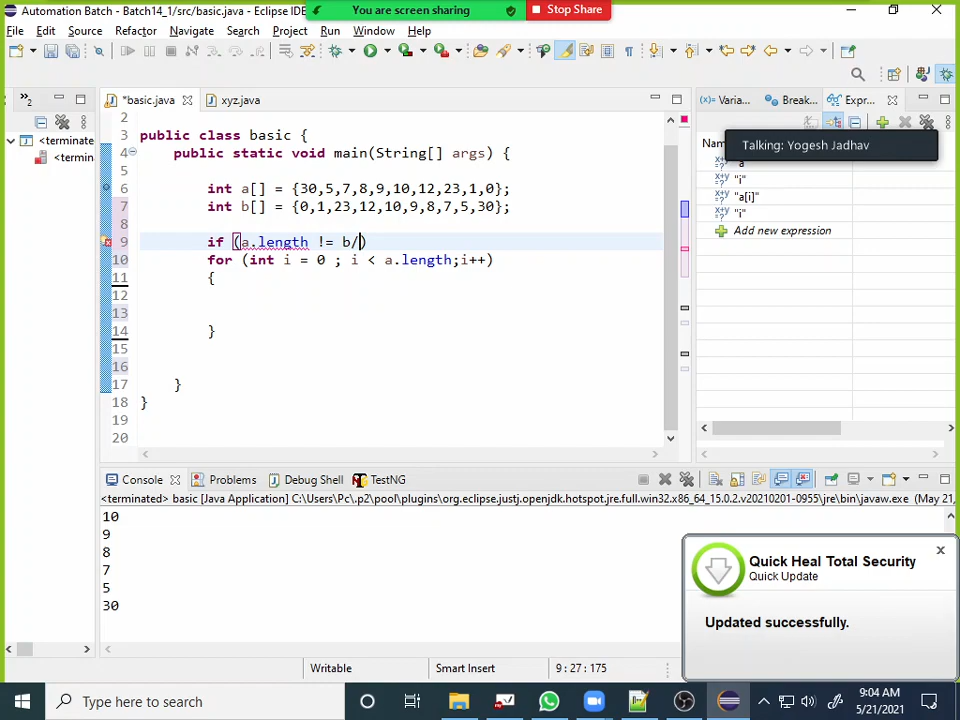 Automation Batch - Batch14_1/src/basic.java - Eclipse IDE
You are screen sharing
Stop Share
File Edit Source Refactor Navigate Search Project Run Window Help
*basic.java
xyz.java
(x)= Varia...
Break...
Expr...
<terminate
<termin
2
3 public class basic {
4 public static void main(String[] args) {
5
6 int a[] = {30,5,7,8,9,10,12,23,1,0};
7 int b[] = {0,1,23,12,10,9,8,7,5,30};
8
9 if (a.length != b/)
10 for (int i = 0 ; i < a.length;i++)
11 {
12
13
14 }
15
16
17 }
18 }
19
20
Talking: Yogesh Jadhav
"i"
"a[i]"
"i"
Add new expression
Console
Problems
Debug Shell
TestNG
<terminated> basic [Java Application] C:\Users\Pc\.p2\pool\plugins\org.eclipse.justj.openjdk.hotspot.jre.full.win32.x86_64_15.0.2.v20210201-0955\jre\bin\javaw.exe (May 21,
10
9
8
7
5
30
Quick Heal Total Security
Quick Update
Updated successfully.
Writable
Smart Insert
9 : 27 : 175
Type here to search
9:04 AM
5/21/2021